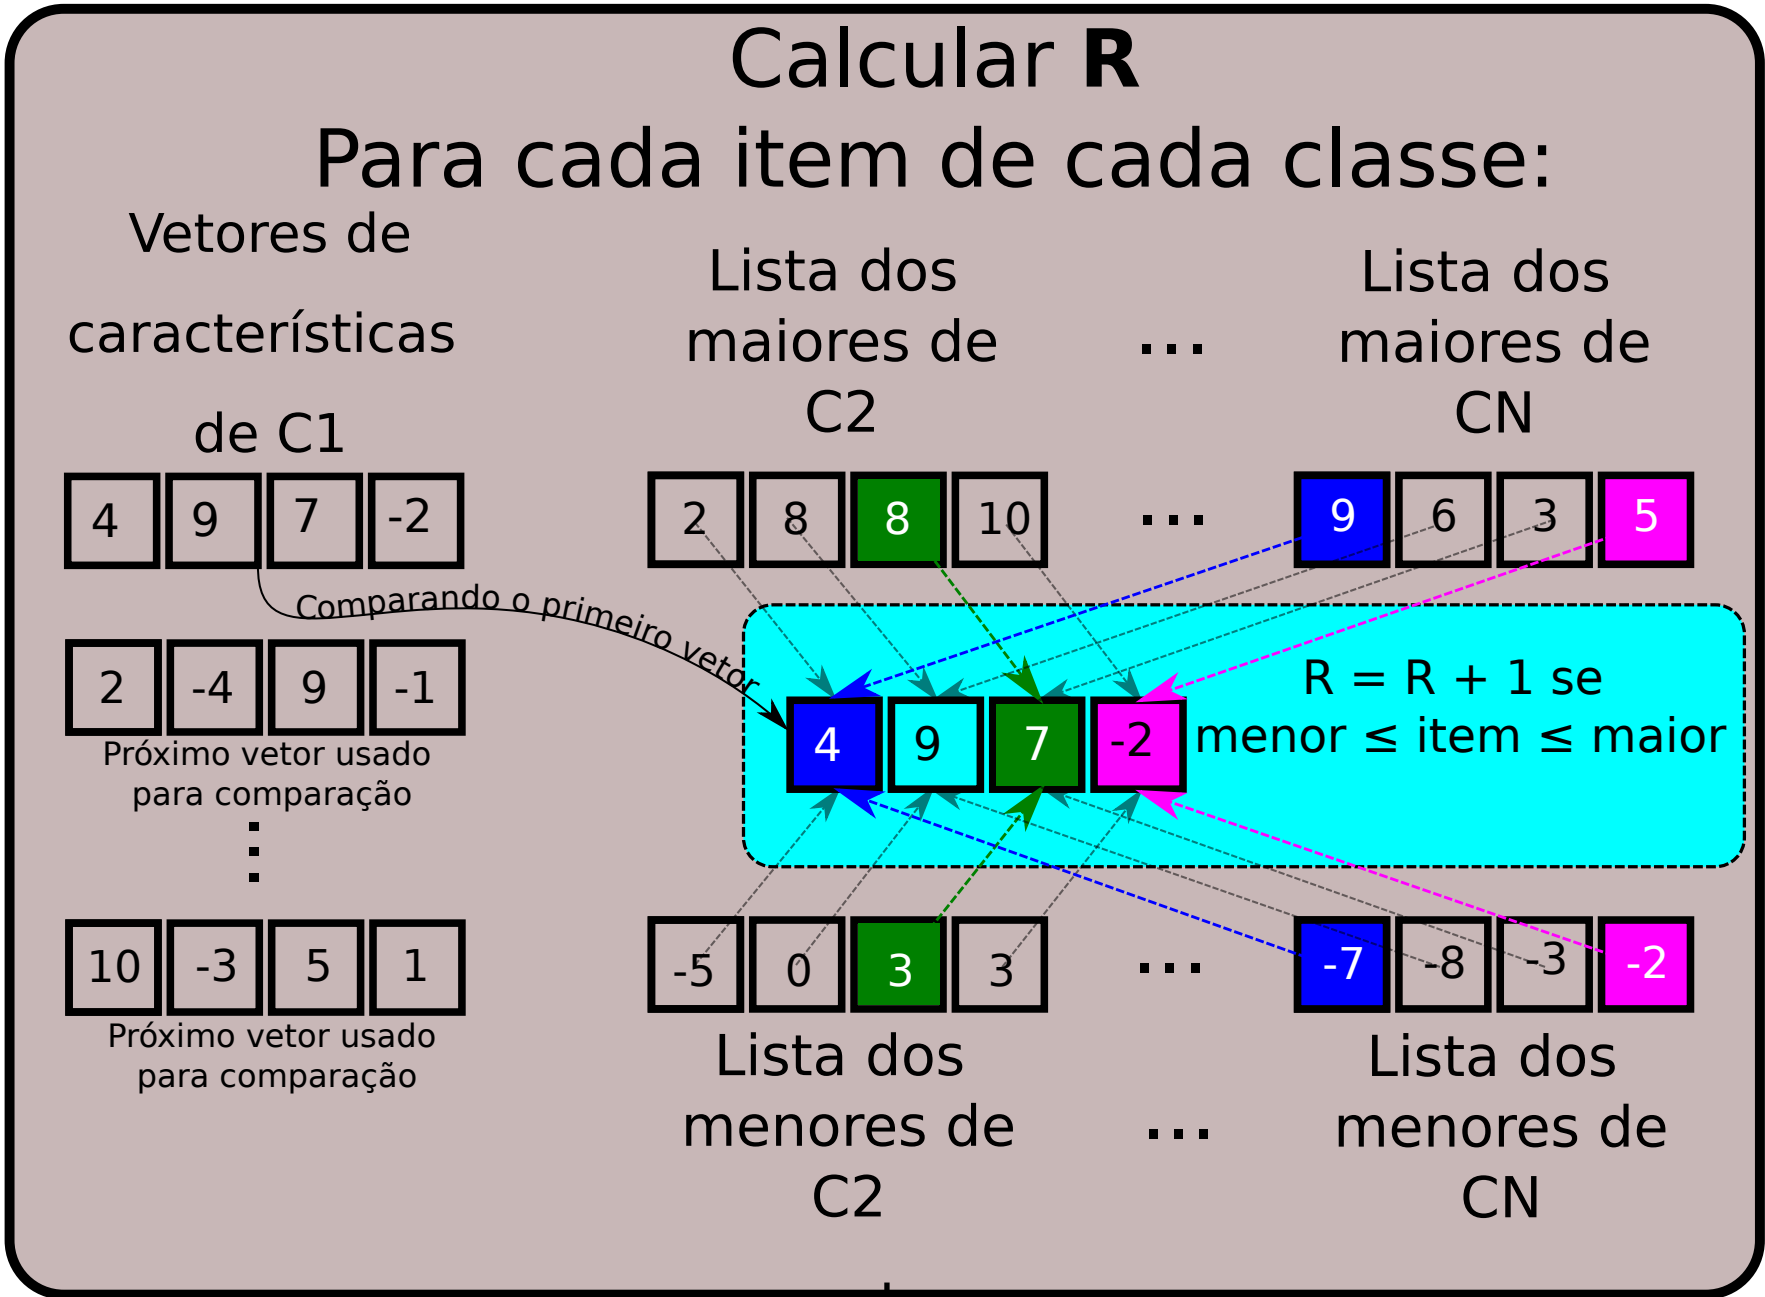 Calcular R
Para cada item de cada classe:
Vetores de
características
de C1
Lista dos
maiores de
C2
...
Lista dos
maiores de
CN
4 9 7 -2
2 8 8 10 ... 9 6 3 5
Comparando o primeiro vetor
2 -4 9 -1
Próximo vetor usado
para comparação
4 9 7 -2
R = R + 1 se
menor ≤ item ≤ maior
10 -3 5 1
Próximo vetor usado
para comparação
-5 0 3 3 ... -7 -8 -3 -2
Lista dos
menores de
C2
...
Lista dos
menores de
CN